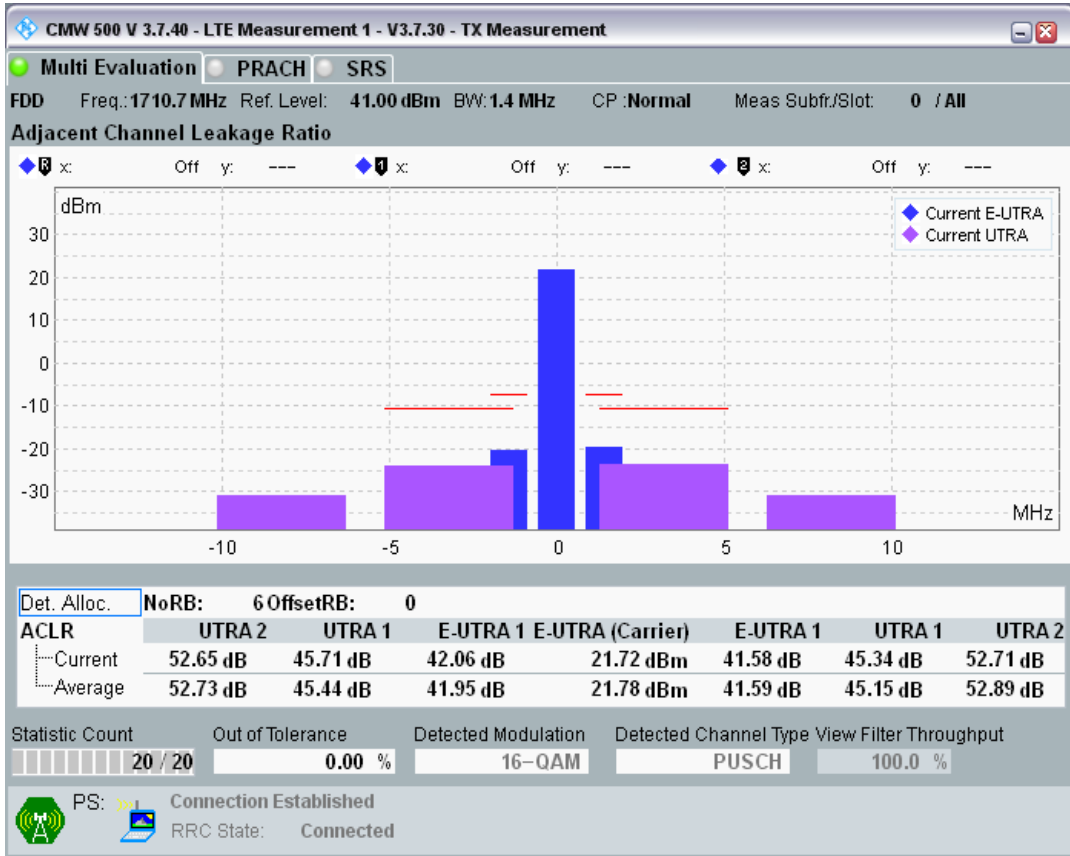 CMW 500 V 3.7.40 - LTE Measurement 1 - V3.7.30 - TX Measurement
Multi Evaluation PRACH SRS
FDD Freq.: 1710.7 MHz Ref. Level: 41.00 dBm BW: 1.4 MHz CP : Normal Meas Subfr./Slot: 0 / All
Adjacent Channel Leakage Ratio
R x: Off y: --- 1 x: Off y: --- 2 x: Off y: ---
dBm
Current E-UTRA
Current UTRA
30
20
10
0
-10
-20
-30
MHz
-10 -5 0 5 10
Det. Alloc. NoRB: 6 OffsetRB: 0
ACLR UTRA 2 UTRA 1 E-UTRA 1 E-UTRA (Carrier) E-UTRA 1 UTRA 1 UTRA 2
Current 52.65 dB 45.71 dB 42.06 dB 21.72 dBm 41.58 dB 45.34 dB 52.71 dB
Average 52.73 dB 45.44 dB 41.95 dB 21.78 dBm 41.59 dB 45.15 dB 52.89 dB
Statistic Count Out of Tolerance Detected Modulation Detected Channel Type View Filter Throughput
20 / 20 0.00 % 16-QAM PUSCH 100.0 %
PS: Connection Established
RRC State: Connected